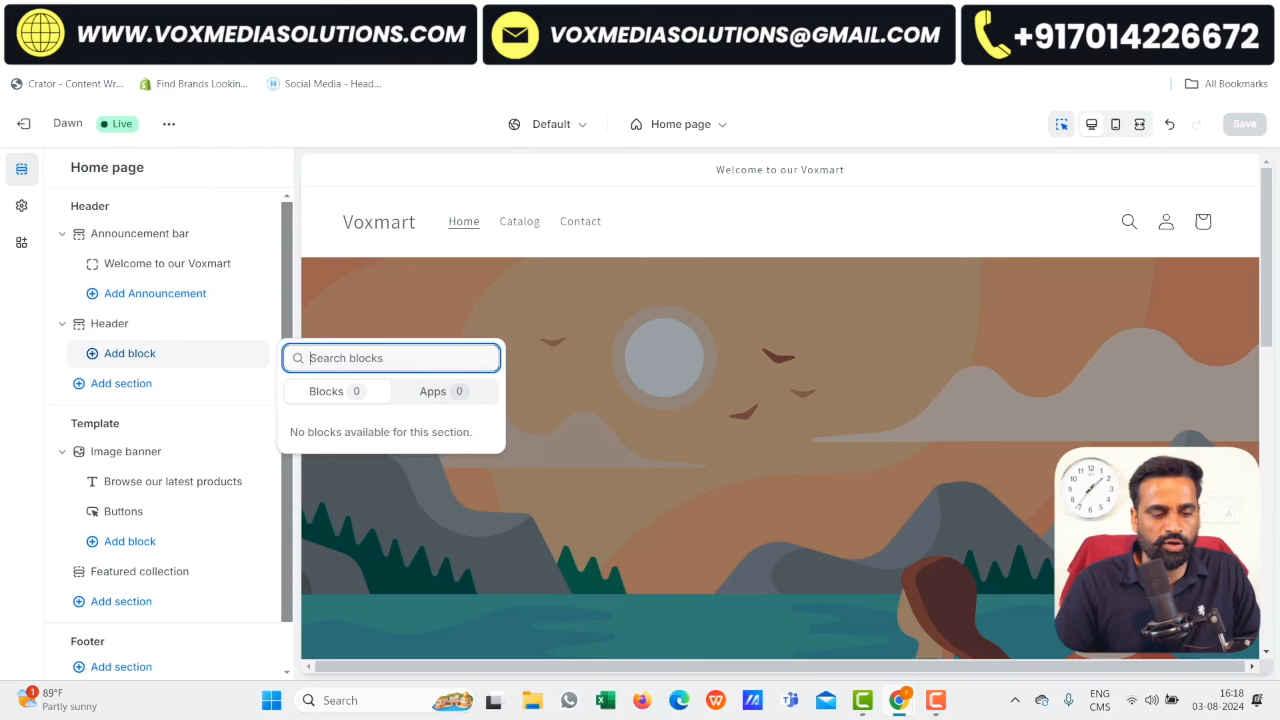 WWW.VOXMEDIASOLUTIONS.COM
VOXMEDIASOLUTIONS@GMAIL.COM
+917014226672
Crator - Content Wr...
Find Brands Lookin...
Social Media - Head...
All Bookmarks
Dawn
Live
Default
Home page
Save
Home page
Header
Announcement bar
Welcome to our Voxmart
Add Announcement
Header
Add block
Add section
Template
Image banner
Browse our latest products
Buttons
Add block
Featured collection
Add section
Footer
Add section
Search blocks
Blocks 0
Apps 0
No blocks available for this section.
Welcome to our Voxmart
Voxmart
Home
Catalog
Contact
1
89°F
Partly sunny
Search
ENG
CMS
16:18
03-08-2024